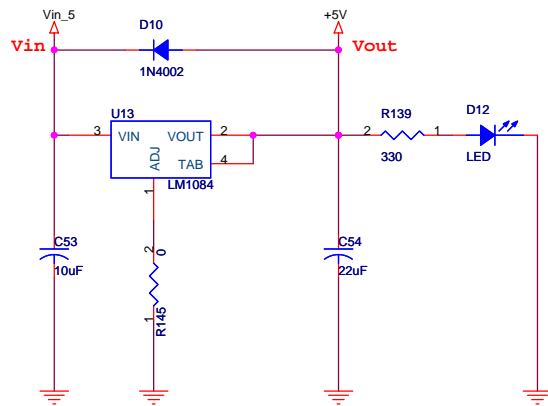 Vin_5
D10
+5V
Vin
Vout
1N4002
U13
R139
D12
3
VIN
VOUT
2
2
1
ADJ
TAB
4
330
LED
1
LM1084
C53
2
0
C54
10uF
22uF
1
R145